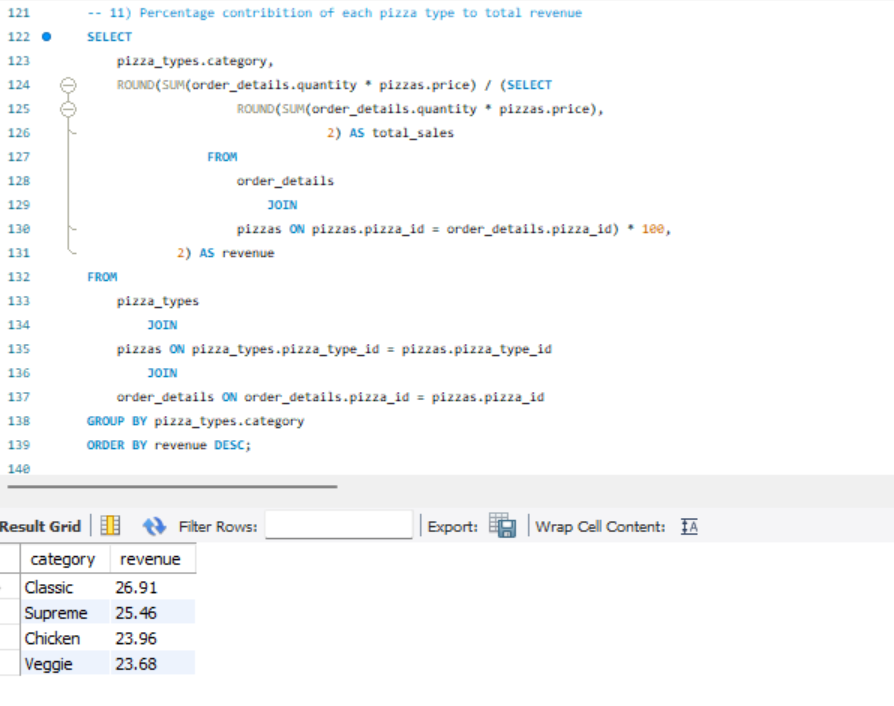 121 -- 11) Percentage contribition of each pizza type to total revenue
122 SELECT
123 pizza_types.category,
124 ROUND(SUM(order_details.quantity * pizzas.price) / (SELECT
125 ROUND(SUM(order_details.quantity * pizzas.price),
126 2) AS total_sales
127 FROM
128 order_details
129 JOIN
130 pizzas ON pizzas.pizza_id = order_details.pizza_id) * 100,
131 2) AS revenue
132 FROM
133 pizza_types
134 JOIN
135 pizzas ON pizza_types.pizza_type_id = pizzas.pizza_type_id
136 JOIN
137 order_details ON order_details.pizza_id = pizzas.pizza_id
138 GROUP BY pizza_types.category
139 ORDER BY revenue DESC;
140
Result Grid Filter Rows: Export: Wrap Cell Content:
category revenue
Classic 26.91
Supreme 25.46
Chicken 23.96
Veggie 23.68